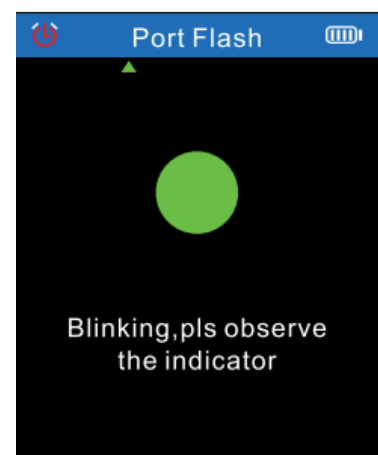 Port Flash
Blinking,pls observe
the indicator